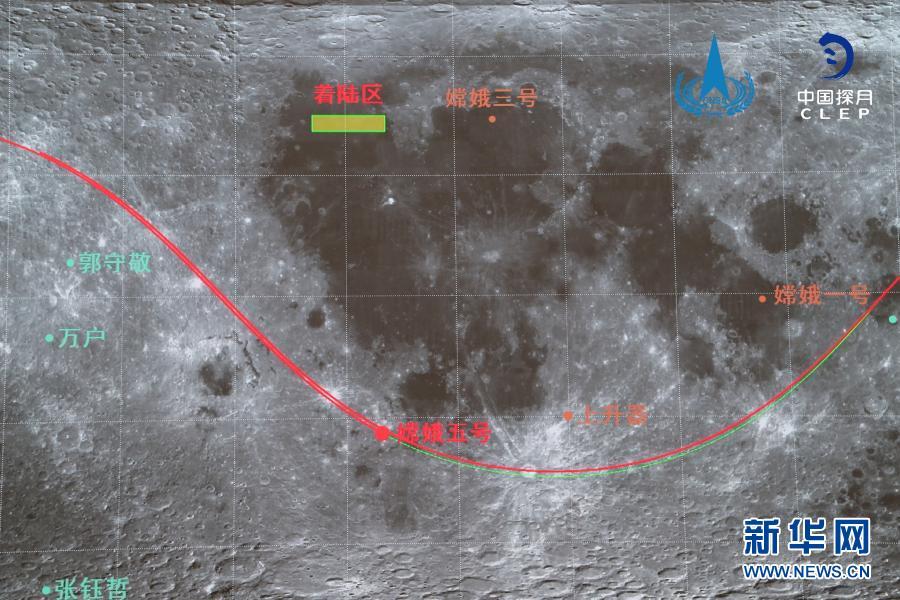 着陆区
嫦娥三号
中国探月
CLEP
郭守敬
嫦娥一号
万户
上升器
嫦娥五号
新华网
WWW.NEWS.CN
张钰哲